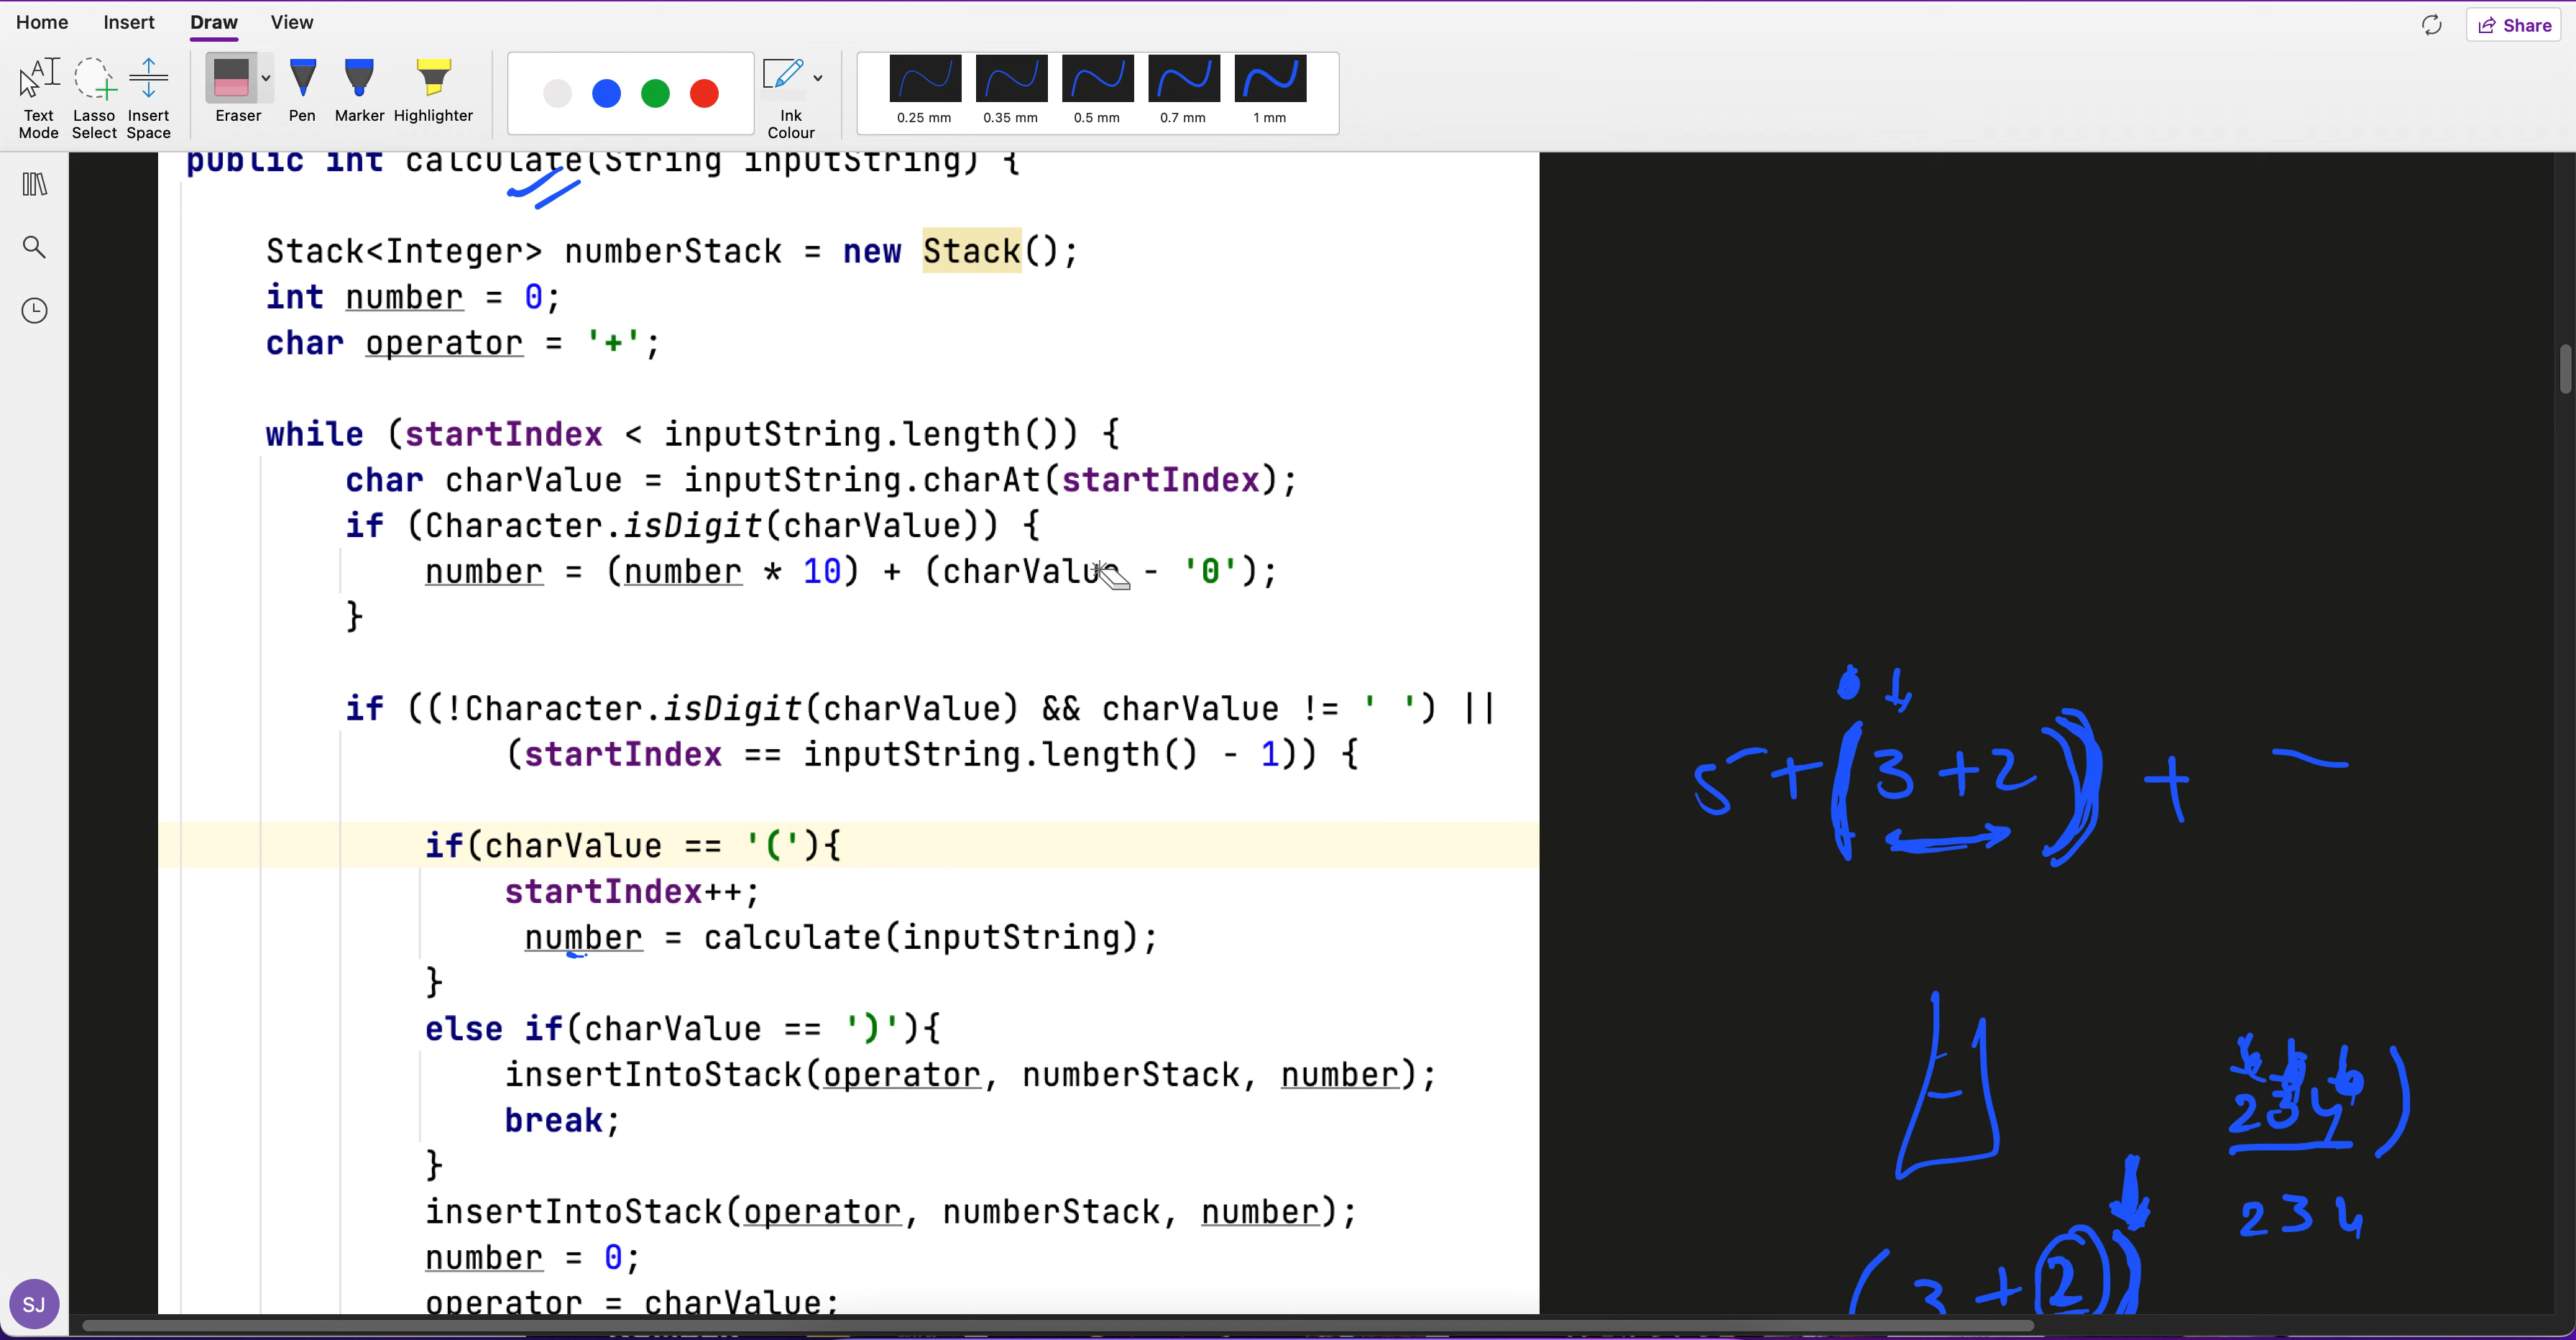 Home Insert Draw View
Share
Text Mode
Lasso Select
Insert Space
Eraser
Pen
Marker
Highlighter
Ink Colour
0.25 mm
0.35 mm
0.5 mm
0.7 mm
1 mm
public int calculate(String inputString) {
Stack<Integer> numberStack = new Stack();
int number = 0;
char operator = '+';
while (startIndex < inputString.length()) {
char charValue = inputString.charAt(startIndex);
if (Character.isDigit(charValue)) {
number = (number * 10) + (charValue - '0');
}
if ((!Character.isDigit(charValue) && charValue != ' ') ||
(startIndex == inputString.length() - 1)) {
if(charValue == '('){
startIndex++;
number = calculate(inputString);
}
else if(charValue == ')'){
insertIntoStack(operator, numberStack, number);
break;
}
insertIntoStack(operator, numberStack, number);
number = 0;
operator = charValue;
SJ
5+(3+2)+
234)
234
(3+2)